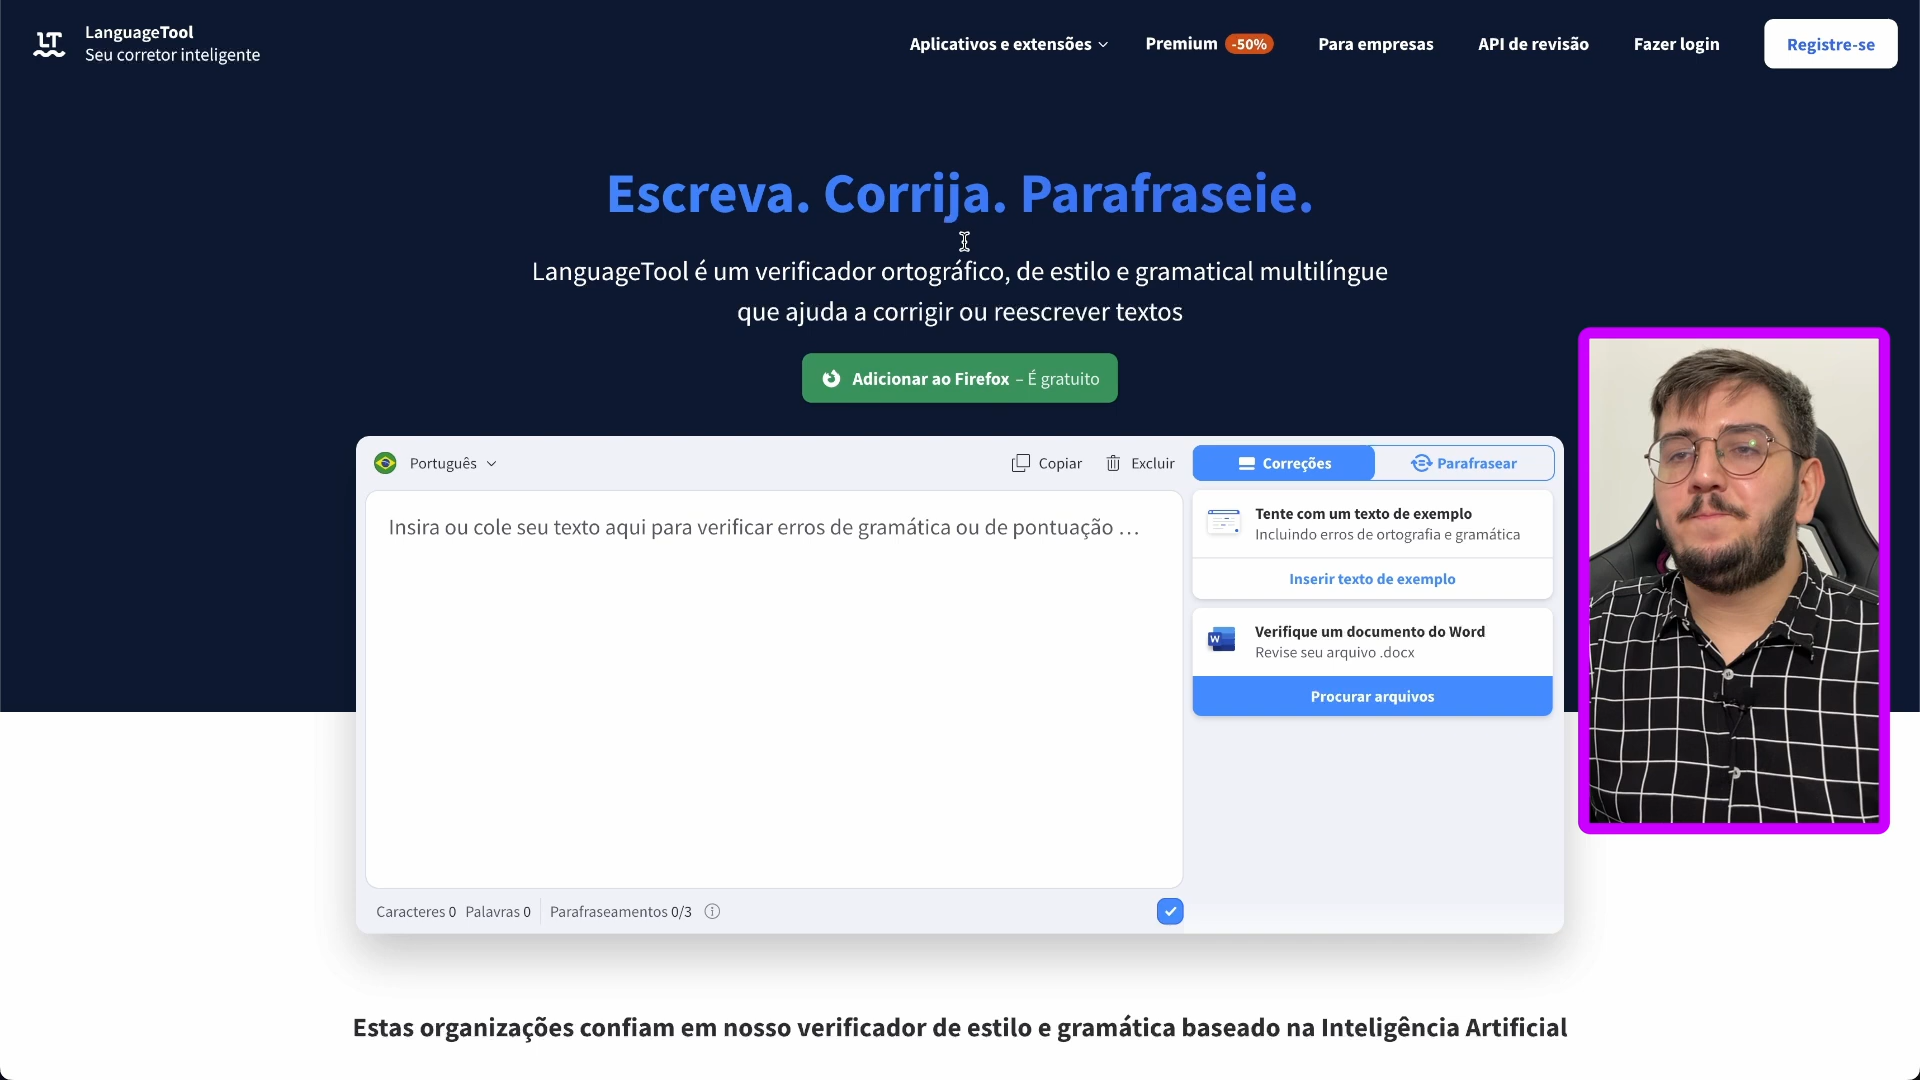 LanguageTool
Seu corretor inteligente
Aplicativos e extensões
Premium -50%
Para empresas
API de revisão
Fazer login
Registre-se
Escreva. Corrija. Parafraseie.
LanguageTool é um verificador ortográfico, de estilo e gramatical multilíngue
que ajuda a corrigir ou reescrever textos
Adicionar ao Firefox – É gratuito
Português
Copiar
Excluir
Correções
Parafrasear
Insira ou cole seu texto aqui para verificar erros de gramática ou de pontuação …
Tente com um texto de exemplo
Incluindo erros de ortografia e gramática
Inserir texto de exemplo
Verifique um documento do Word
Revise seu arquivo .docx
Procurar arquivos
Caracteres 0 Palavras 0 Parafraseamentos 0/3
Estas organizações confiam em nosso verificador de estilo e gramática baseado na Inteligência Artificial